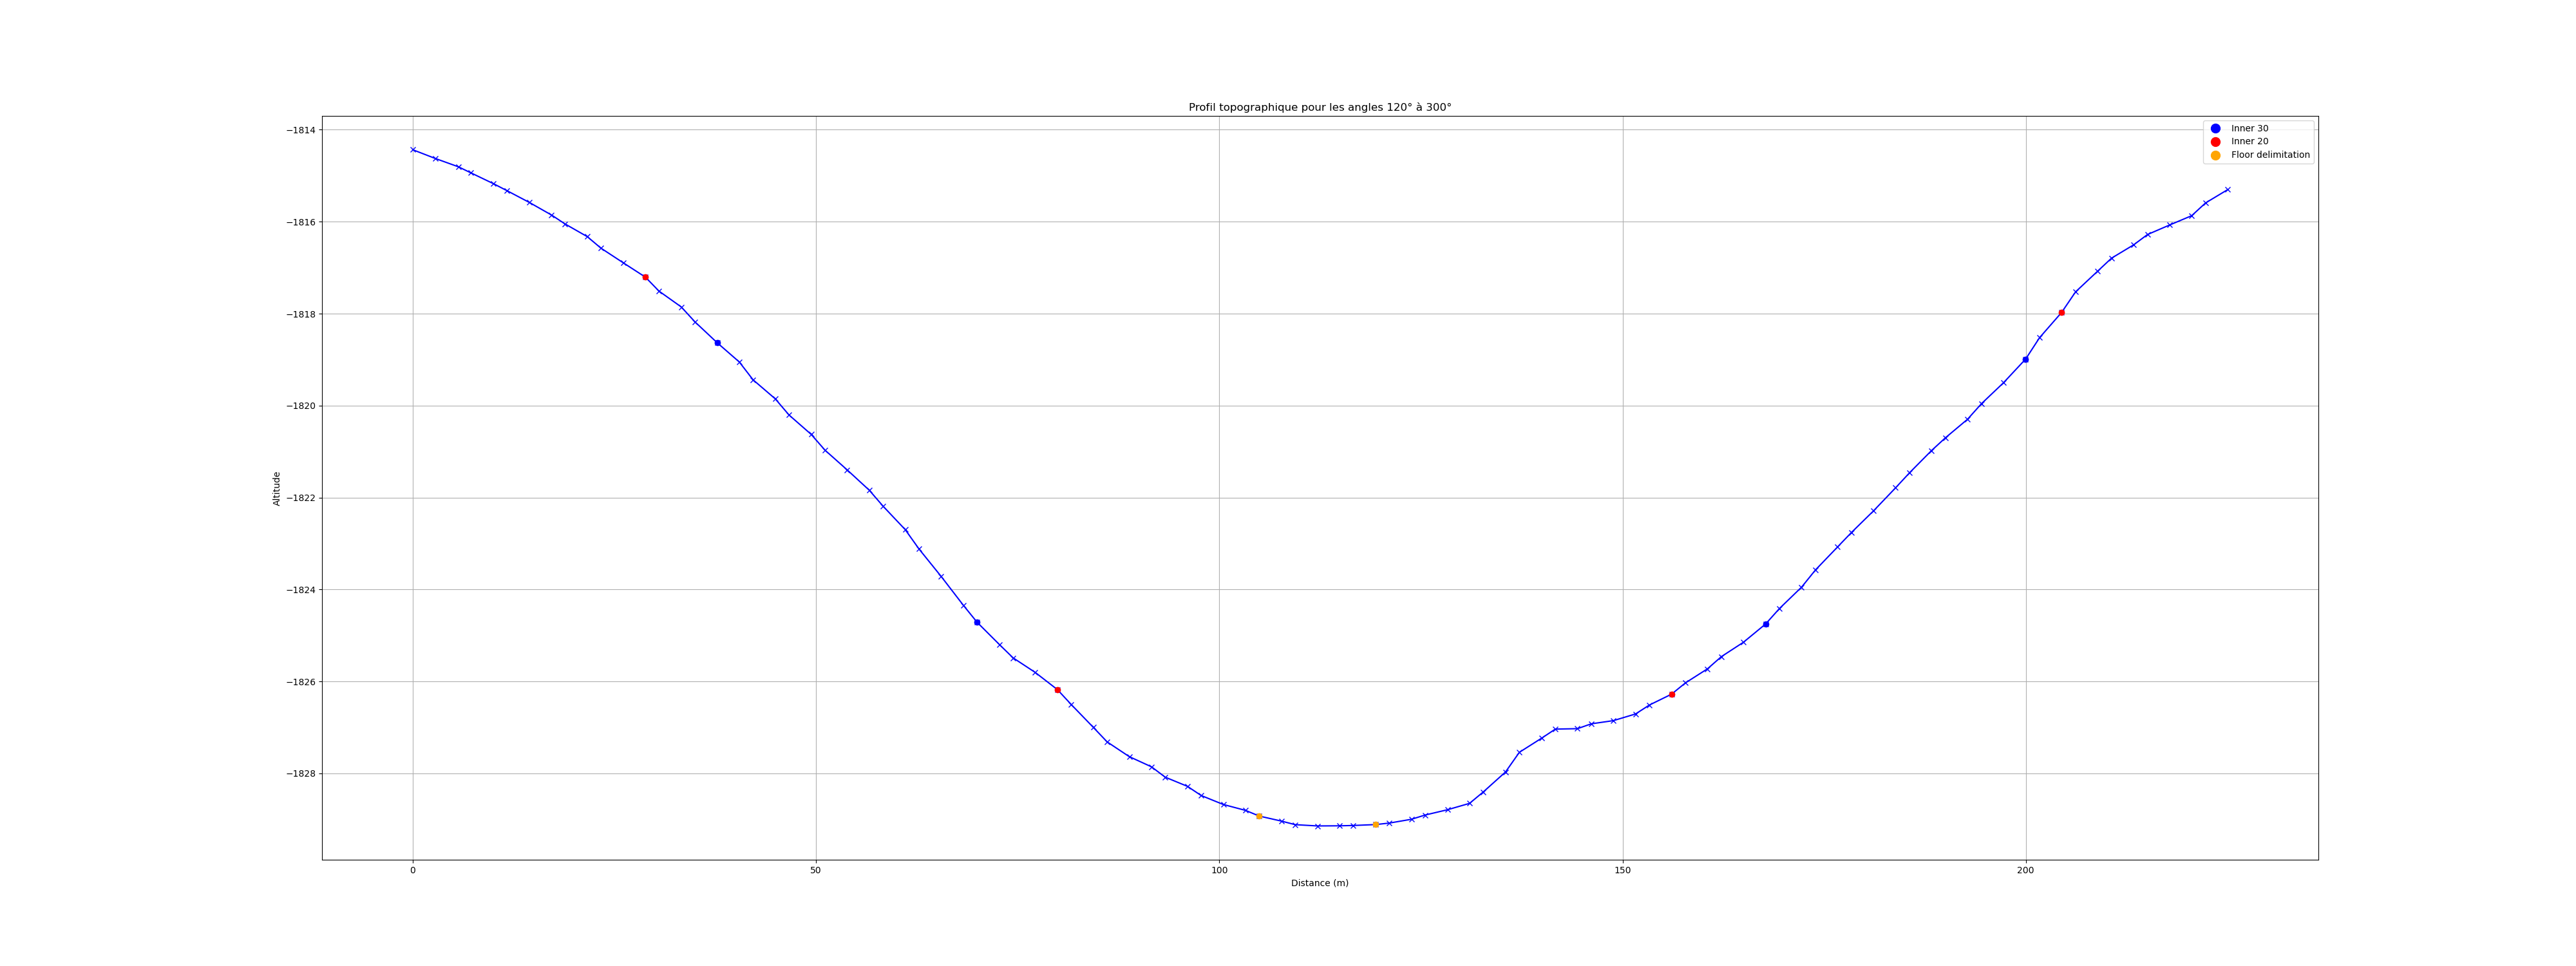 Profil topographique pour les angles 120° à 300°
Inner 30
Inner 20
Floor delimitation
Altitude
−1814
−1816
−1818
−1820
−1822
−1824
−1826
−1828
0
50
100
150
200
Distance (m)